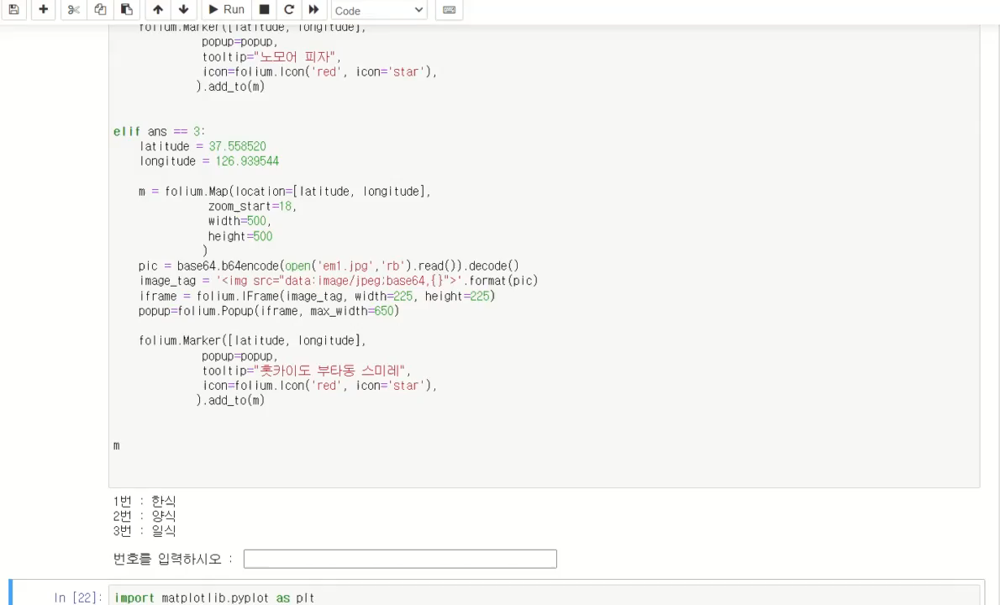 Run
Code
folium.Marker([latitude, longitude],
popup=popup,
tooltip="노모어 피자",
icon=folium.Icon('red', icon='star'),
).add_to(m)
elif ans == 3:
latitude = 37.558520
longitude = 126.939544
m = folium.Map(location=[latitude, longitude],
zoom_start=18,
width=500,
height=500
)
pic = base64.b64encode(open('em1.jpg','rb').read()).decode()
image_tag = '<img src="data:image/jpeg;base64,{}">'.format(pic)
iframe = folium.IFrame(image_tag, width=225, height=225)
popup=folium.Popup(iframe, max_width=650)
folium.Marker([latitude, longitude],
popup=popup,
tooltip="홋카이도 부타동 스미레",
icon=folium.Icon('red', icon='star'),
).add_to(m)
m
1번 : 한식
2번 : 양식
3번 : 일식
번호를 입력하시오 :
In [22]: import matplotlib.pyplot as plt